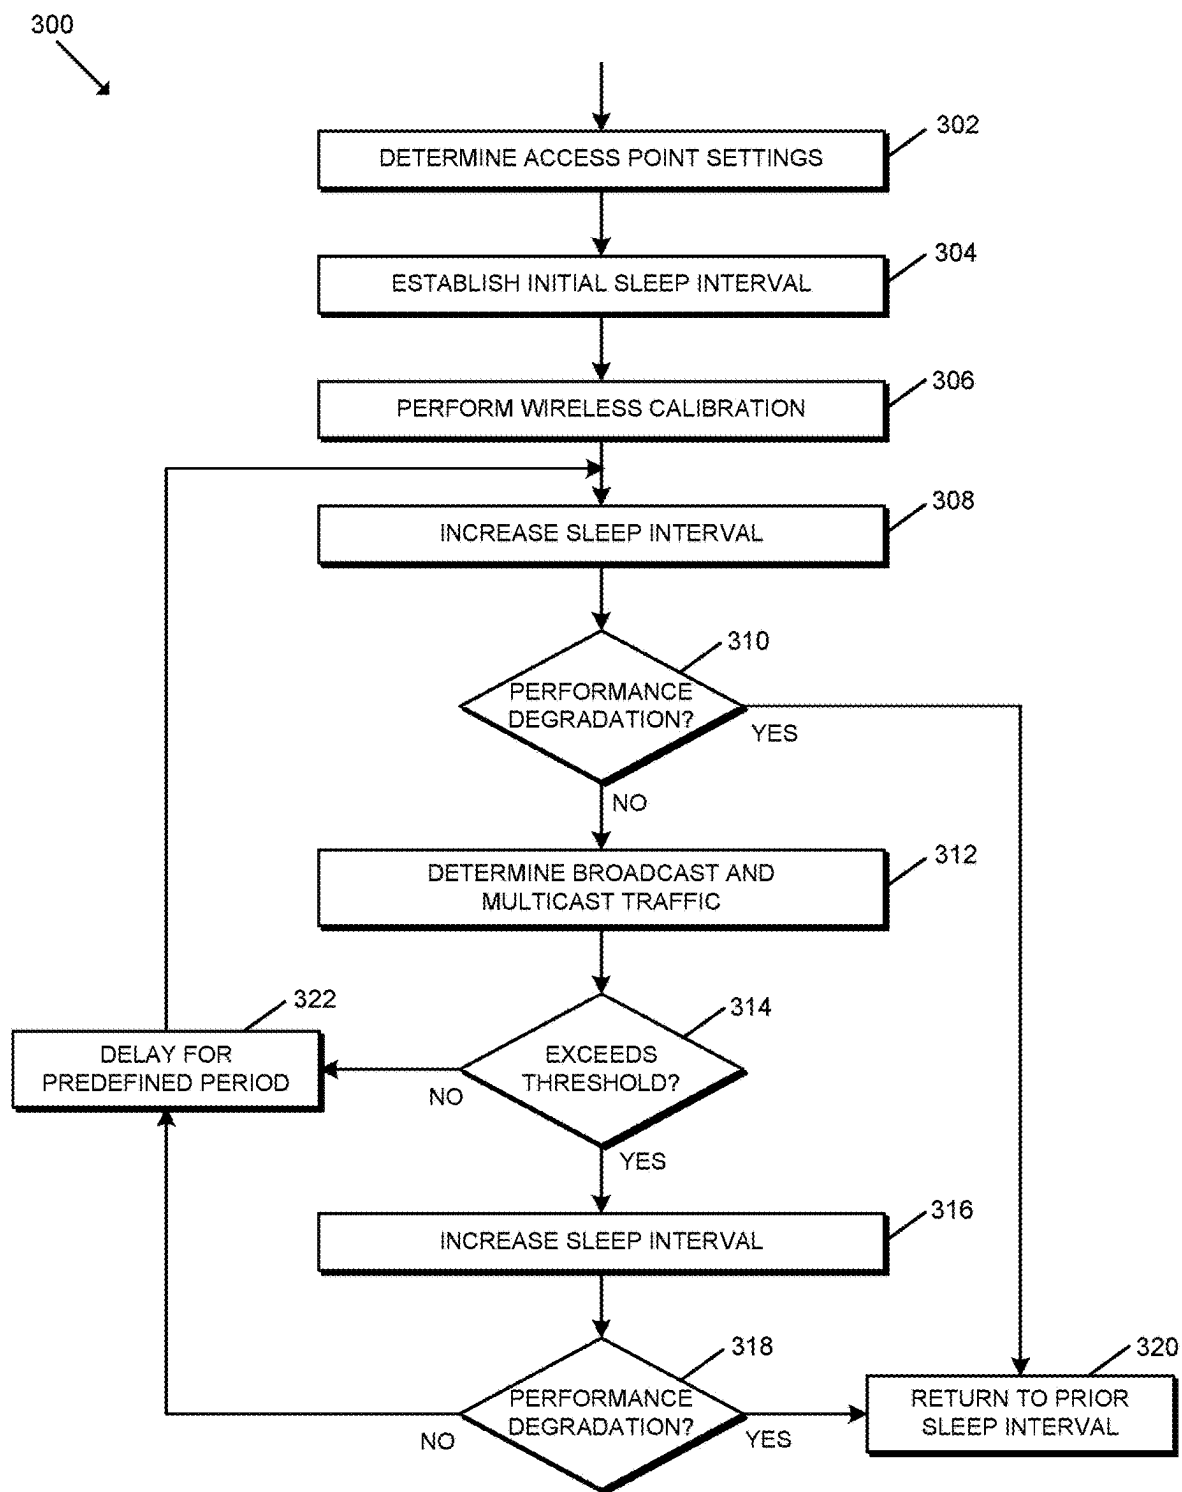 300
302
DETERMINE ACCESS POINT SETTINGS
304
ESTABLISH INITIAL SLEEP INTERVAL
306
PERFORM WIRELESS CALIBRATION
308
INCREASE SLEEP INTERVAL
310
PERFORMANCE
DEGRADATION?
YES
NO
312
DETERMINE BROADCAST AND
MULTICAST TRAFFIC
322
DELAY FOR
PREDEFINED PERIOD
314
EXCEEDS
THRESHOLD?
NO
YES
316
INCREASE SLEEP INTERVAL
318
PERFORMANCE
DEGRADATION?
NO
YES
320
RETURN TO PRIOR
SLEEP INTERVAL